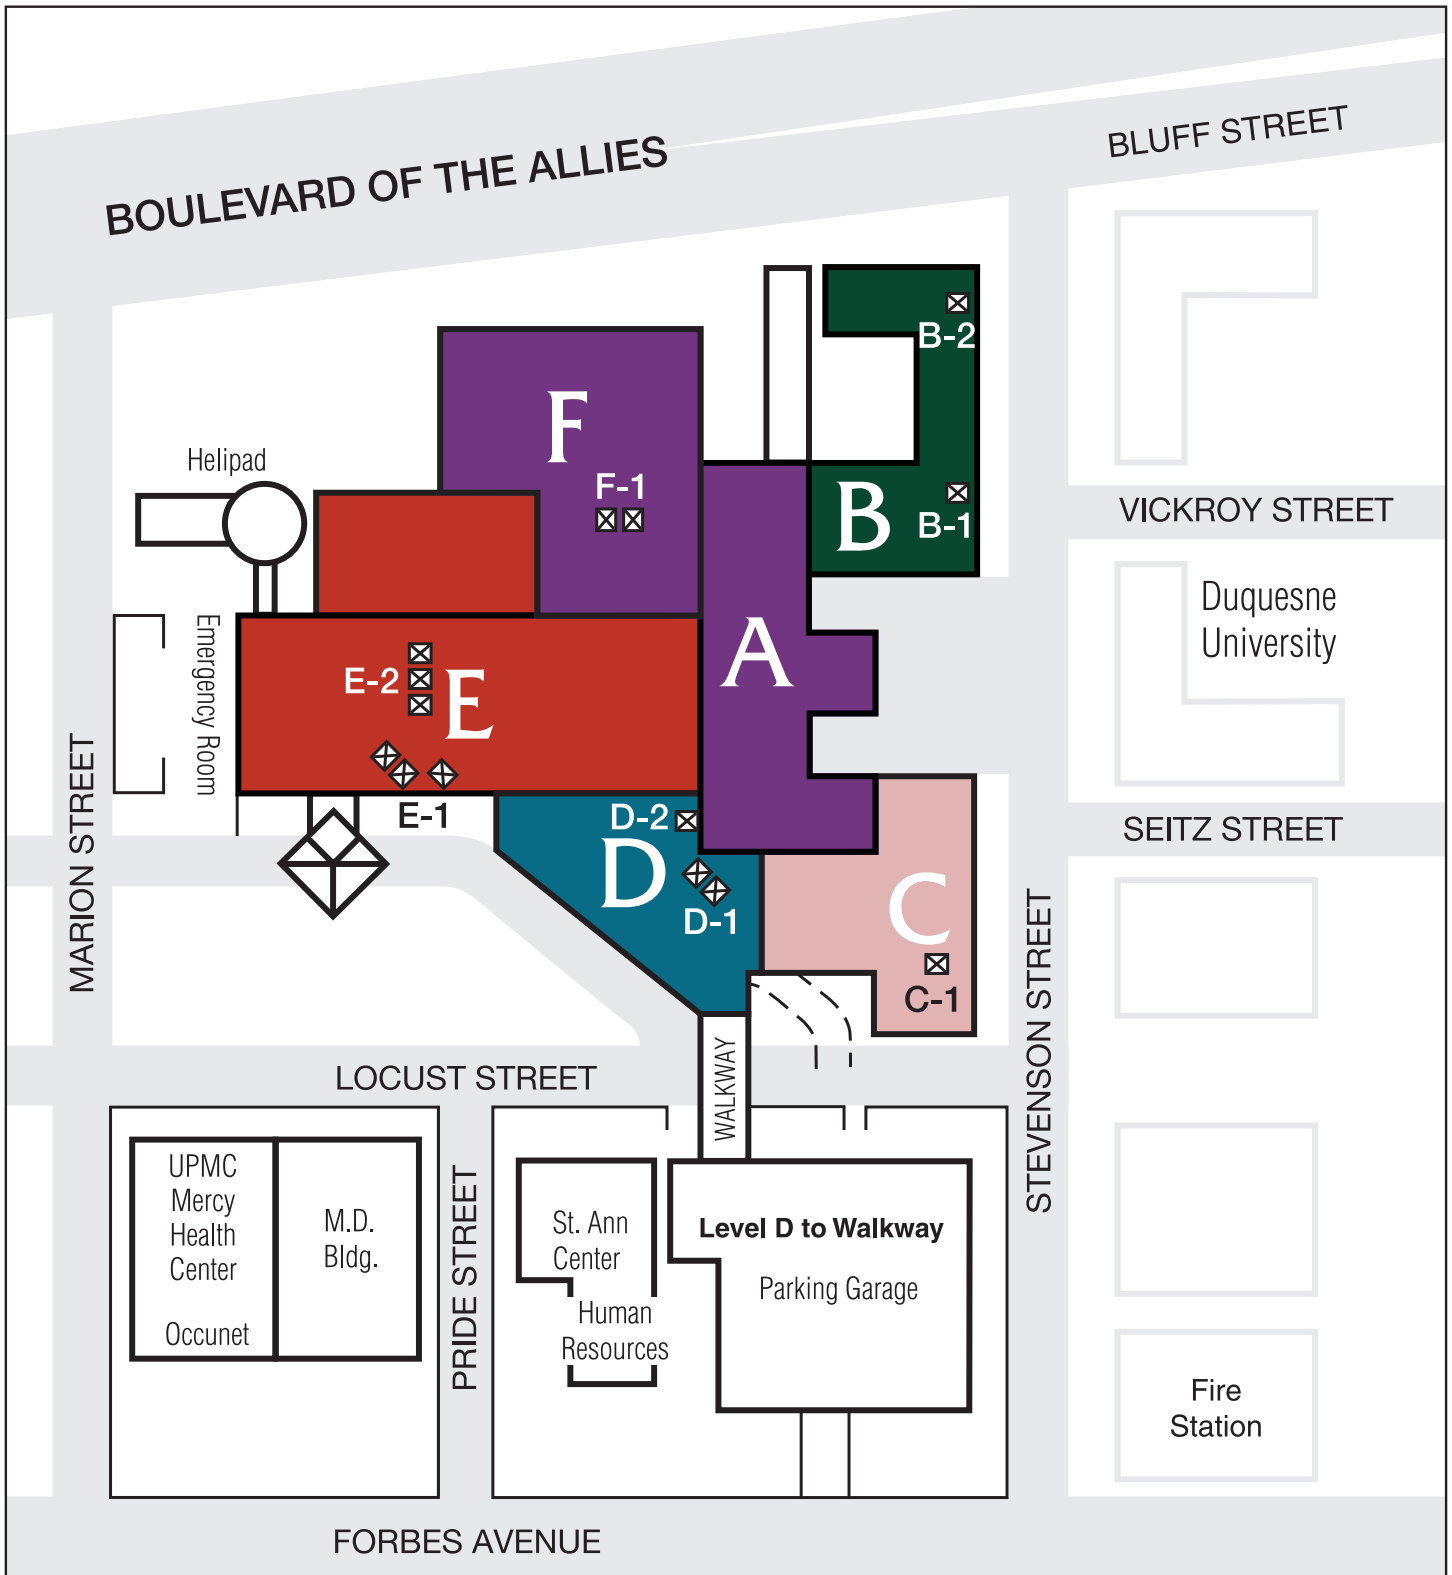 BLUFF STREET
BOULEVARD OF THE ALLIES
B-2
F
Helipad
F-1
B
B-1
VICKROY STREET
Duquesne
University
Emergency Room
A
E-2
E
E-1
D-2
D
D-1
SEITZ STREET
C
C-1
MARION STREET
STEVENSON STREET
WALKWAY
LOCUST STREET
UPMC
Mercy
Health
Center
Occunet
M.D.
Bldg.
PRIDE STREET
St. Ann
Center
Human
Resources
Level D to Walkway
Parking Garage
Fire
Station
FORBES AVENUE